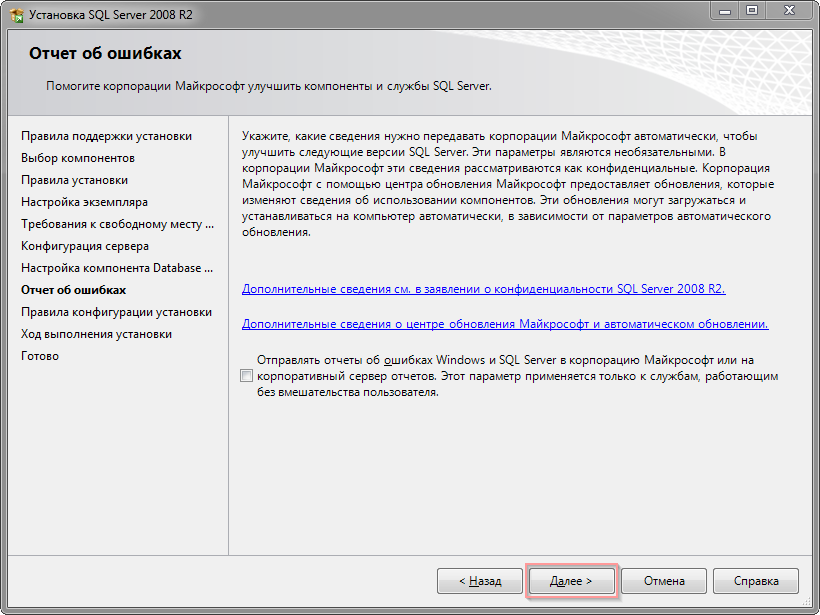 Установка SQL Server 2008 R2
Отчет об ошибках
Помогите корпорации Майкрософт улучшить компоненты и службы SQL Server.
Правила поддержки установки
Выбор компонентов
Правила установки
Настройка экземпляра
Требования к свободному месту ...
Конфигурация сервера
Настройка компонента Database ...
Отчет об ошибках
Правила конфигурации установки
Ход выполнения установки
Готово
Укажите, какие сведения нужно передавать корпорации Майкрософт автоматически, чтобы
улучшить следующие версии SQL Server. Эти параметры являются необязательными. В
корпорации Майкрософт эти сведения рассматриваются как конфиденциальные. Корпорация
Майкрософт с помощью центра обновления Майкрософт предоставляет обновления, которые
изменяют сведения об использовании компонентов. Эти обновления могут загружаться и
устанавливаться на компьютер автоматически, в зависимости от параметров автоматического
обновления.
Дополнительные сведения см. в заявлении о конфиденциальности SQL Server 2008 R2.
Дополнительные сведения о центре обновления Майкрософт и автоматическом обновлении.
Отправлять отчеты об ошибках Windows и SQL Server в корпорацию Майкрософт или на
корпоративный сервер отчетов. Этот параметр применяется только к службам, работающим
без вмешательства пользователя.
< Назад
Далее >
Отмена
Справка